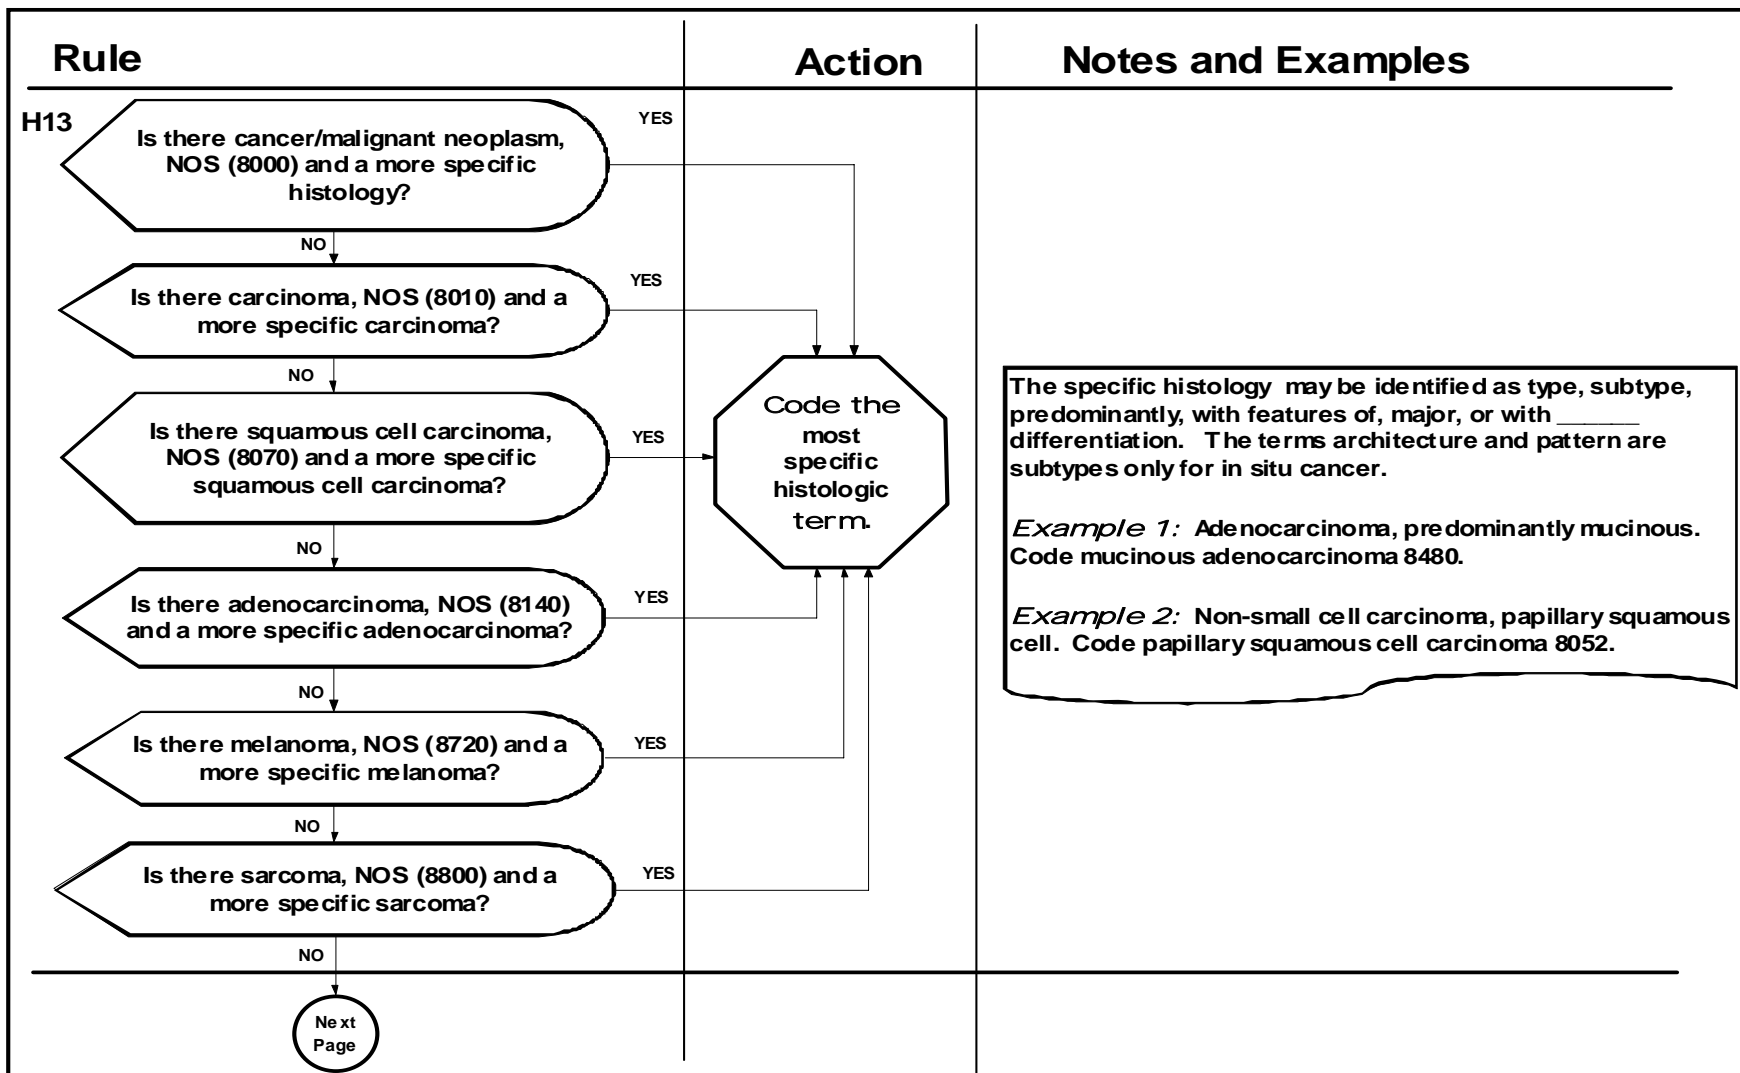 Rule
Action
Notes and Examples
H13
Is there cancer/malignant neoplasm,
NOS (8000) and a more specific
histology?
YES
NO
Is there carcinoma, NOS (8010) and a
more specific carcinoma?
YES
NO
Is there squamous cell carcinoma,
NOS (8070) and a more specific
squamous cell carcinoma?
YES
NO
Is there adenocarcinoma, NOS (8140)
and a more specific adenocarcinoma?
YES
NO
Is there melanoma, NOS (8720) and a
more specific melanoma?
YES
NO
Is there sarcoma, NOS (8800) and a
more specific sarcoma?
YES
NO
Next
Page
Code the
most
specific
histologic
term.
The specific histology may be identified as type, subtype,
predominantly, with features of, major, or with ______
differentiation. The terms architecture and pattern are
subtypes only for in situ cancer.
Example 1: Adenocarcinoma, predominantly mucinous.
Code mucinous adenocarcinoma 8480.
Example 2: Non-small cell carcinoma, papillary squamous
cell. Code papillary squamous cell carcinoma 8052.